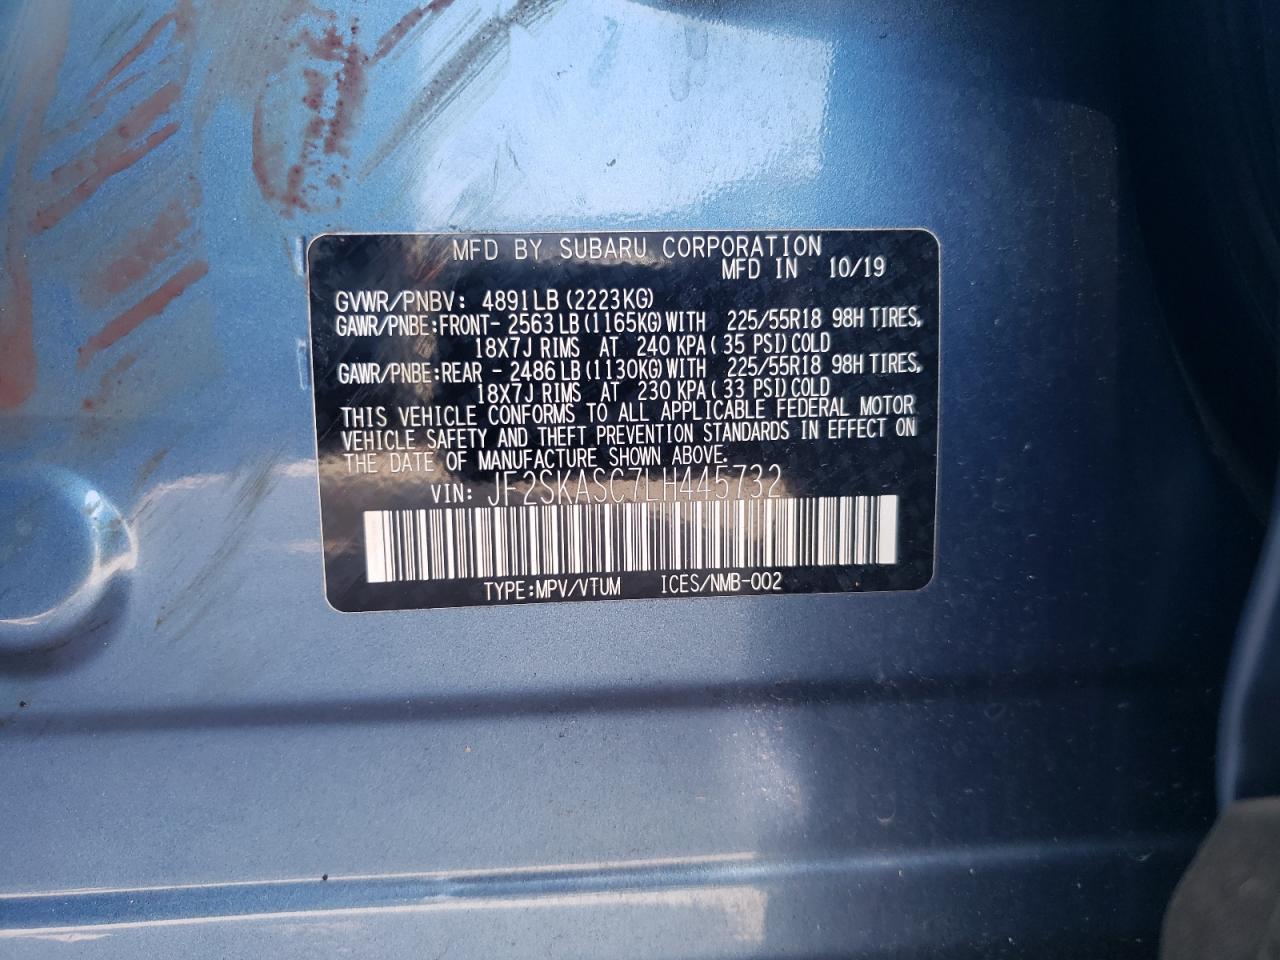 MFD BY SUBARU CORPORATION
MFD IN 10/19
GVWR/PNBV: 4891LB (2223KG)
GAWR/PNBE:FRONT- 2563LB (1165KG) WITH 225/55R18 98H TIRES,
18X7J RIMS AT 240 KPA ( 35 PSI) COLD
GAWR/PNBE:REAR - 2486LB (1130KG) WITH 225/55R18 98H TIRES,
18X7J RIMS AT 230 KPA ( 33 PSI) COLD
THIS VEHICLE CONFORMS TO ALL APPLICABLE FEDERAL MOTOR
VEHICLE SAFETY AND THEFT PREVENTION STANDARDS IN EFFECT ON
THE DATE OF MANUFACTURE SHOWN ABOVE.
VIN: JF2SKASC7LH445732
TYPE:MPV/VTUM ICES/NMB-002